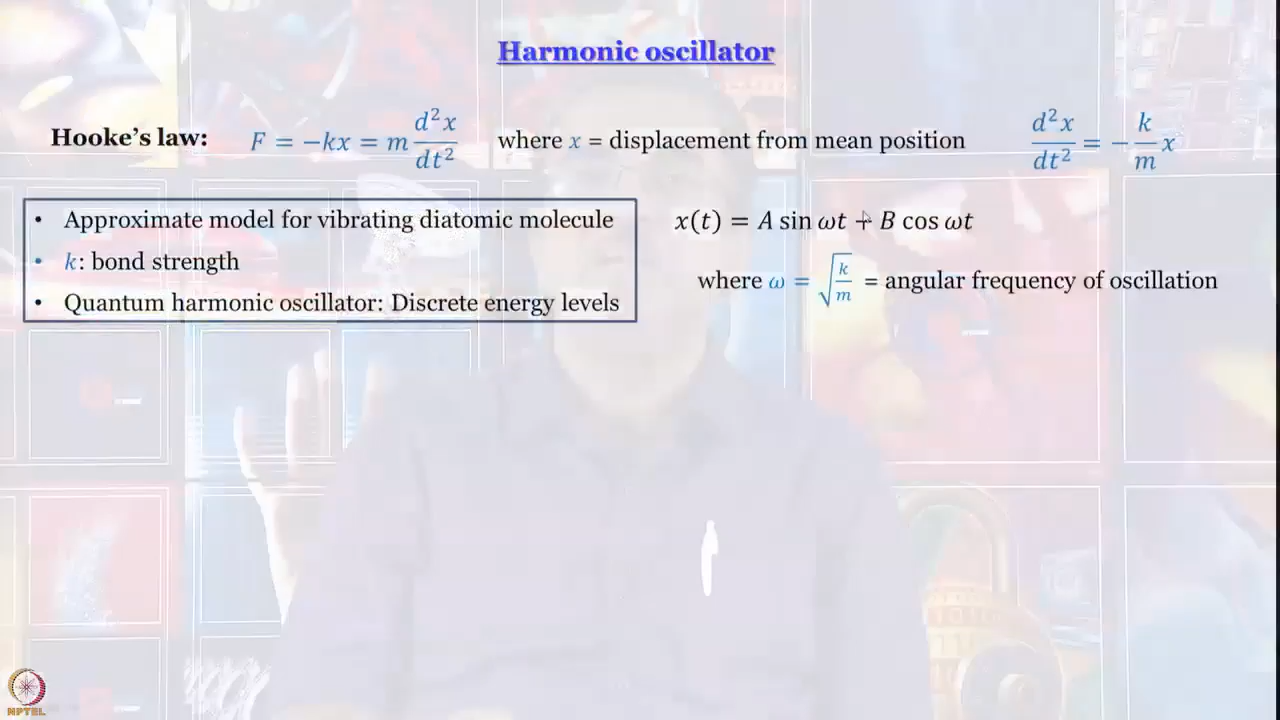 Harmonic oscillator
Hooke's law: F = −kx = m d²x/dt² where x = displacement from mean position d²x/dt² = − k/m x
• Approximate model for vibrating diatomic molecule
• k: bond strength
• Quantum harmonic oscillator: Discrete energy levels
x(t) = A sin ωt + B cos ωt
where ω = √(k/m) = angular frequency of oscillation
NPTEL